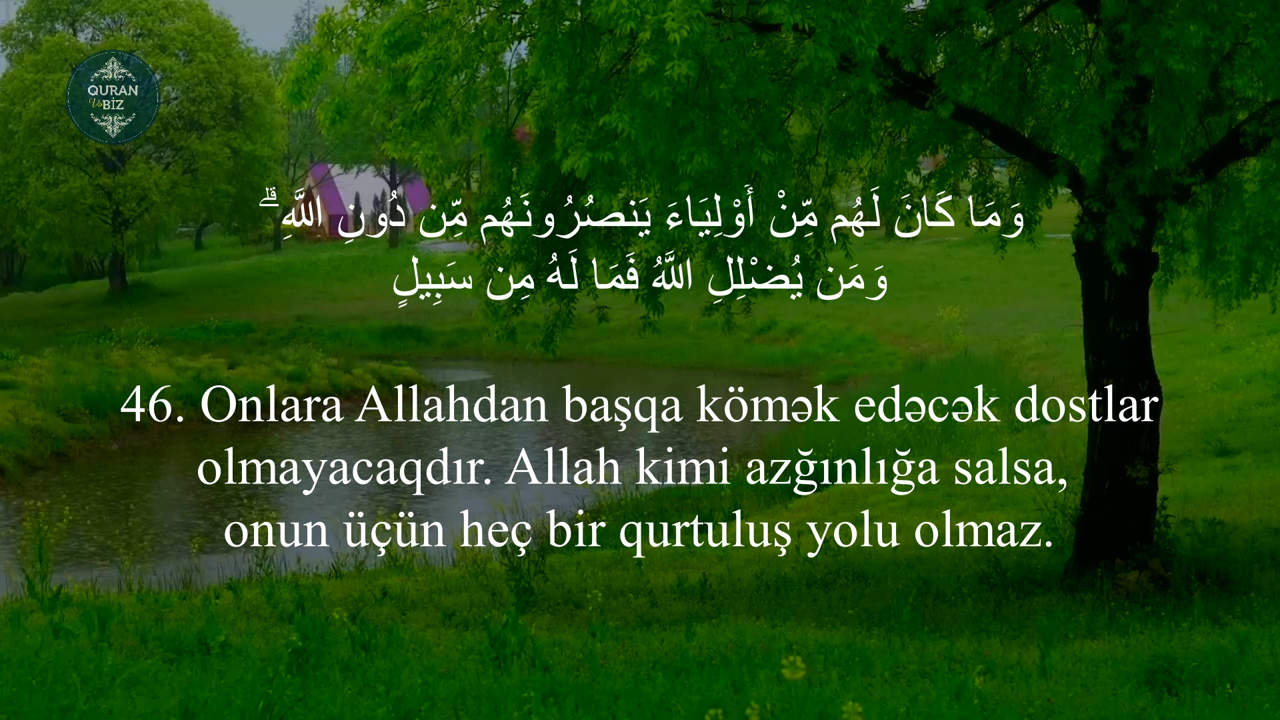 QURAN
Və BİZ
وَمَا كَانَ لَهُم مِّنْ أَوْلِيَاءَ يَنصُرُونَهُم مِّن دُونِ اللَّهِ ۗ
وَمَن يُضْلِلِ اللَّهُ فَمَا لَهُ مِن سَبِيلٍ
46. Onlara Allahdan başqa kömək edəcək dostlar
olmayacaqdır. Allah kimi azğınlığa salsa,
onun üçün heç bir qurtuluş yolu olmaz.